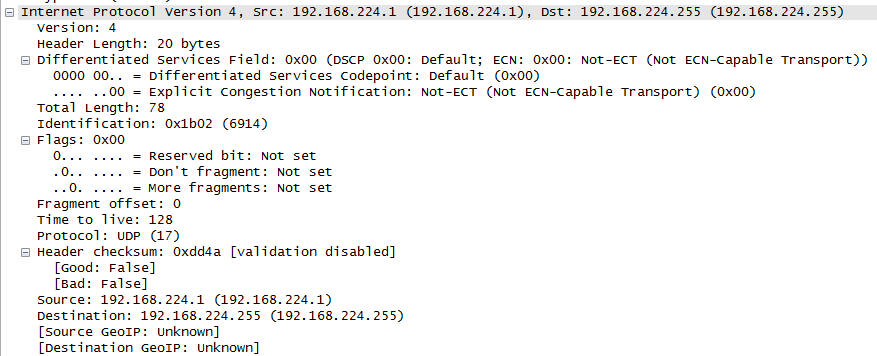 Internet Protocol Version 4, Src: 192.168.224.1 (192.168.224.1), Dst: 192.168.224.255 (192.168.224.255)
Version: 4
Header Length: 20 bytes
Differentiated Services Field: 0x00 (DSCP 0x00: Default; ECN: 0x00: Not-ECT (Not ECN-Capable Transport))
0000 00.. = Differentiated Services Codepoint: Default (0x00)
.... ..00 = Explicit Congestion Notification: Not-ECT (Not ECN-Capable Transport) (0x00)
Total Length: 78
Identification: 0x1b02 (6914)
Flags: 0x00
0... .... = Reserved bit: Not set
.0.. .... = Don't fragment: Not set
..0. .... = More fragments: Not set
Fragment offset: 0
Time to live: 128
Protocol: UDP (17)
Header checksum: 0xdd4a [validation disabled]
[Good: False]
[Bad: False]
Source: 192.168.224.1 (192.168.224.1)
Destination: 192.168.224.255 (192.168.224.255)
[Source GeoIP: Unknown]
[Destination GeoIP: Unknown]